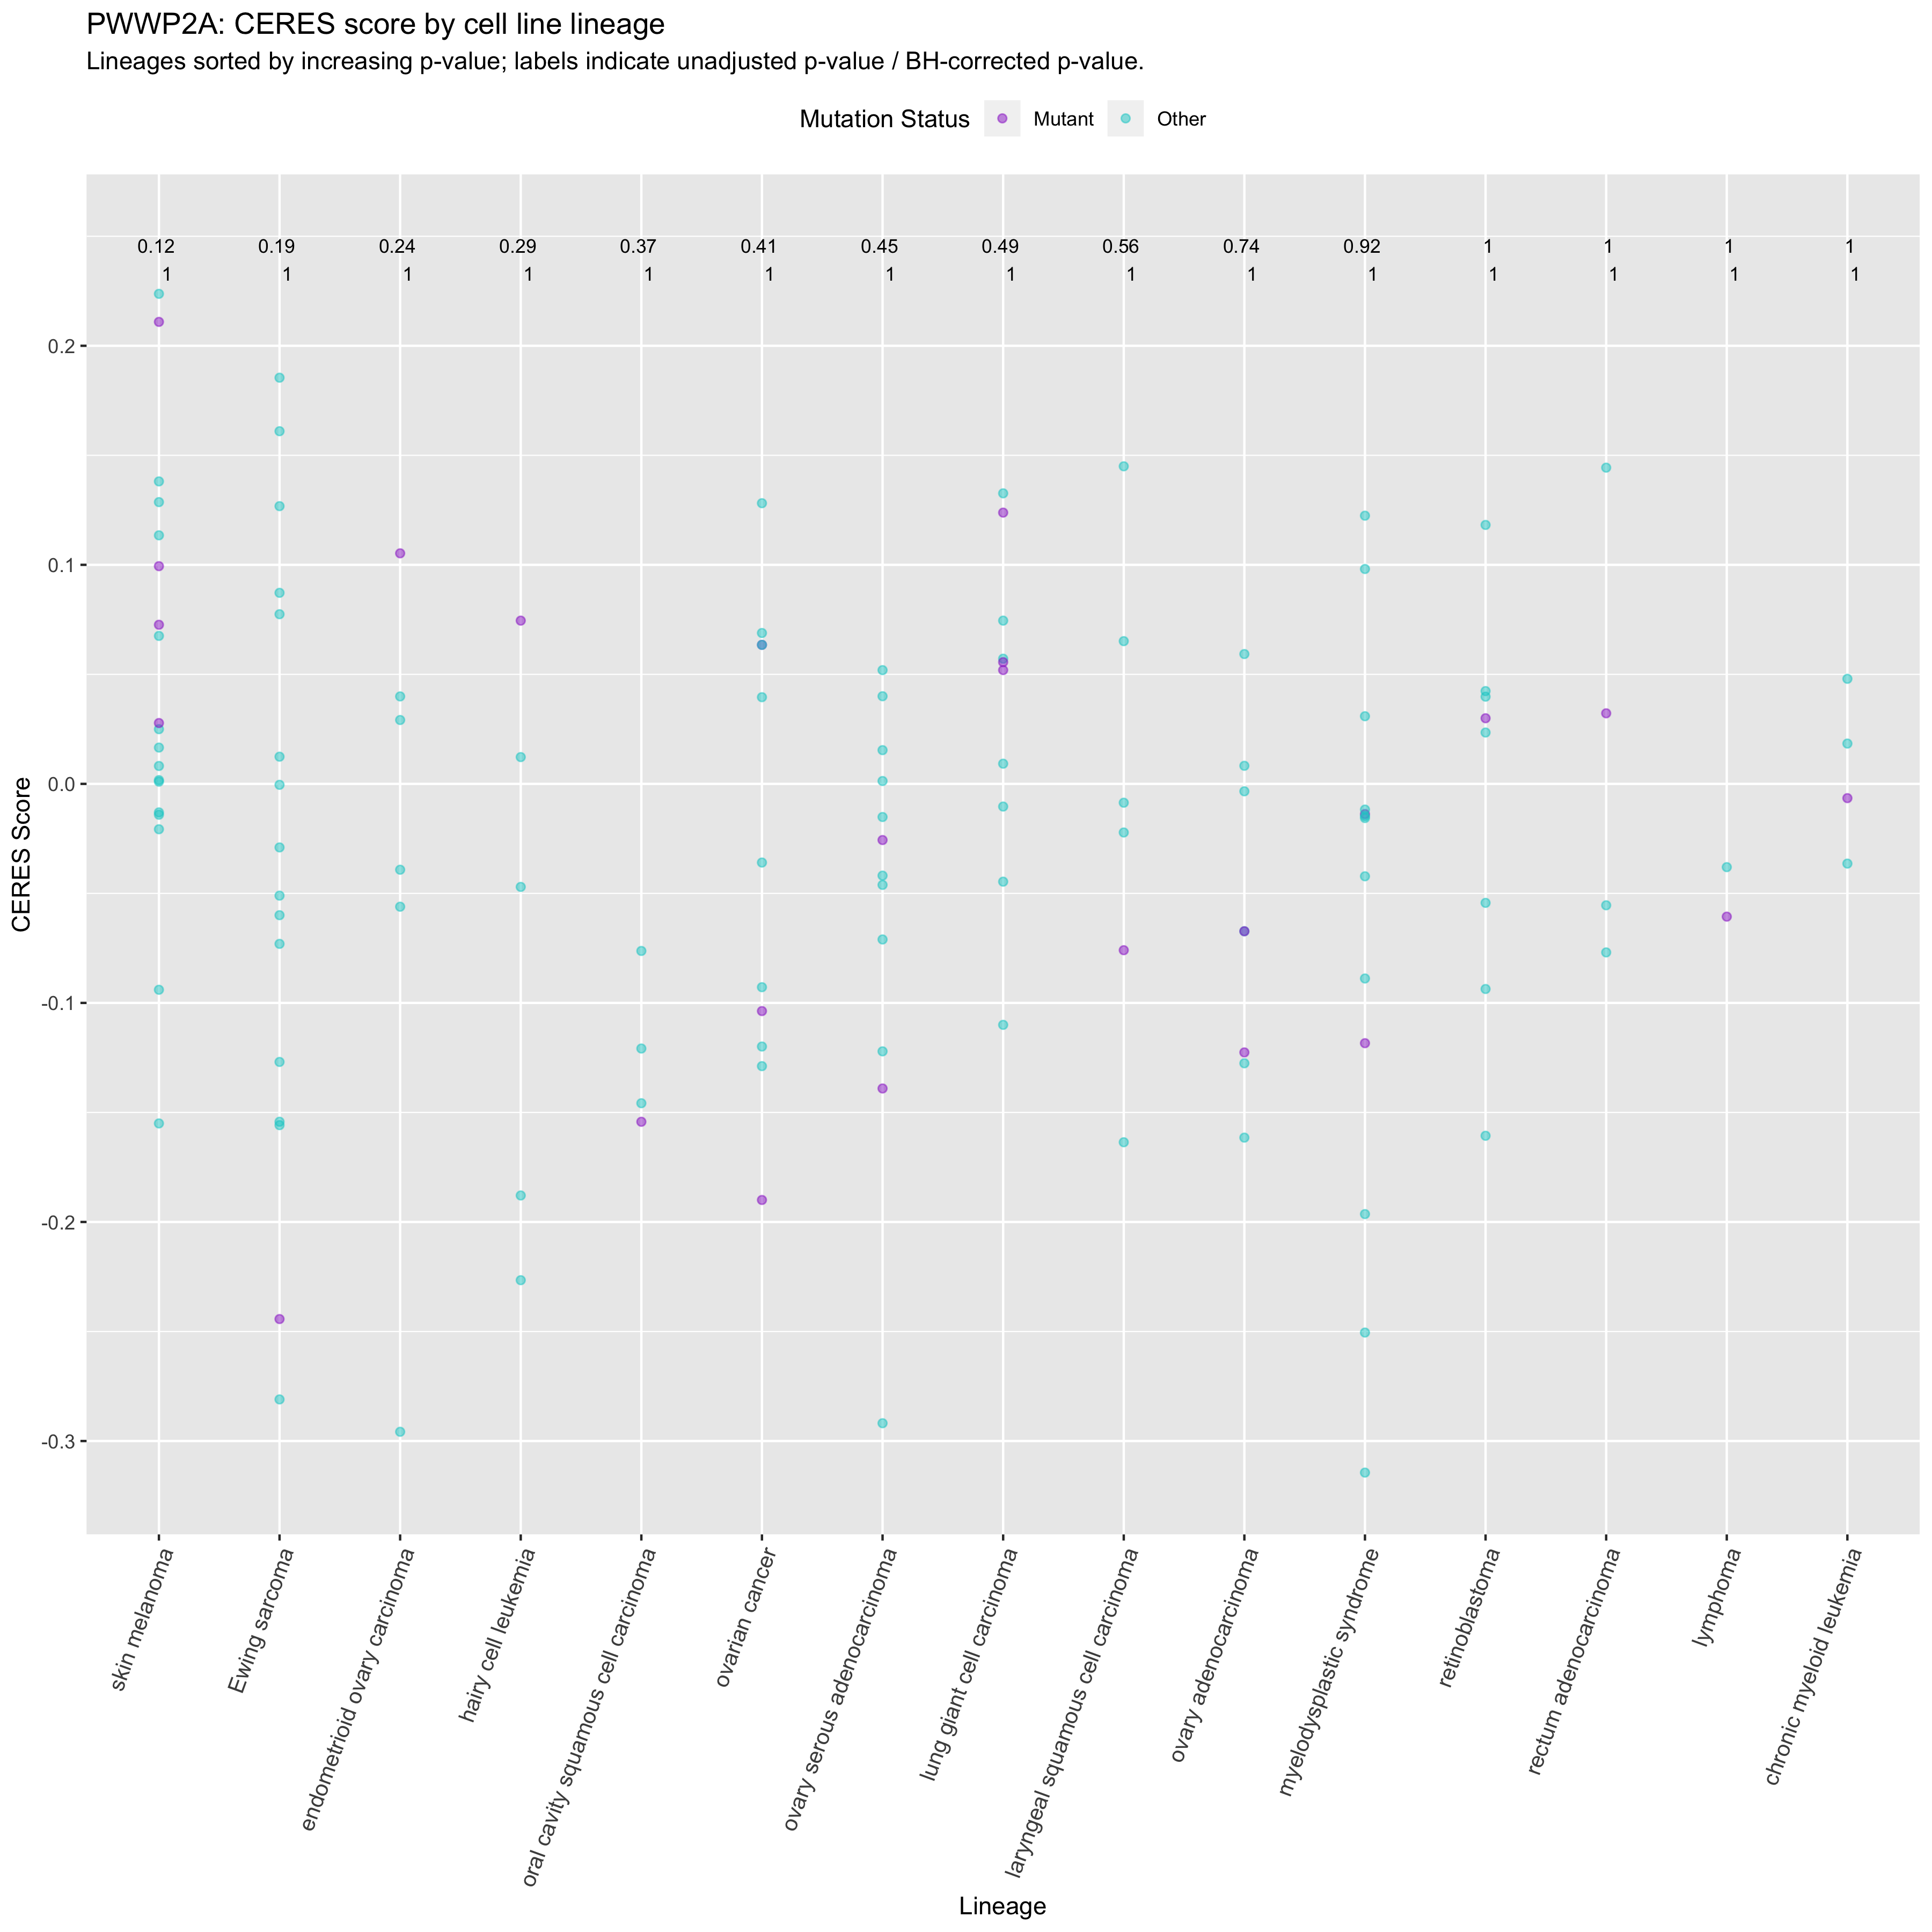 PWWP2A: CERES score by cell line lineage
Lineages sorted by increasing p-value; labels indicate unadjusted p-value / BH-corrected p-value.
Mutation Status Mutant Other
0.12 0.19 0.24 0.29 0.37 0.41 0.45 0.49 0.56 0.74 0.92 1 1 1 1
1 1 1 1 1 1 1 1 1 1 1 1 1 1 1
0.2
0.1
0.0
-0.1
-0.2
-0.3
CERES Score
skin melanoma
Ewing sarcoma
endometrioid ovary carcinoma
hairy cell leukemia
oral cavity squamous cell carcinoma
ovarian cancer
ovary serous adenocarcinoma
lung giant cell carcinoma
laryngeal squamous cell carcinoma
ovary adenocarcinoma
myelodysplastic syndrome
retinoblastoma
rectum adenocarcinoma
lymphoma
chronic myeloid leukemia
Lineage